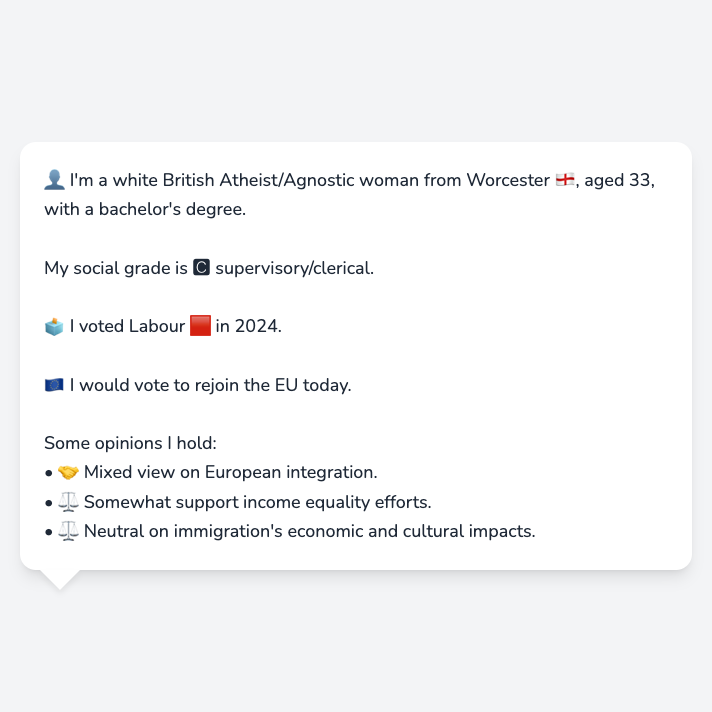 👤 I'm a white British Atheist/Agnostic woman from Worcester 🏴󠁧󠁢󠁥󠁮󠁧󠁿, aged 33,
with a bachelor's degree.
My social grade is 🅲 supervisory/clerical.
🗳️ I voted Labour 🟥 in 2024.
🇪🇺 I would vote to rejoin the EU today.
Some opinions I hold:
• 🤝 Mixed view on European integration.
• ⚖️ Somewhat support income equality efforts.
• ⚖️ Neutral on immigration's economic and cultural impacts.